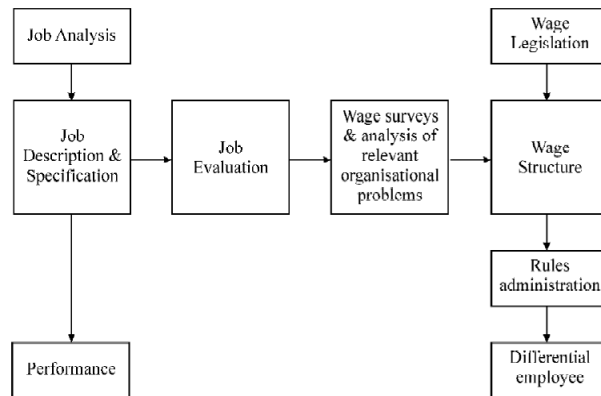 Job Analysis
Wage
Legislation
Job
Description &
Specification
Job
Evaluation
Wage surveys
& analysis of
relevant
organisational
problems
Wage
Structure
Rules
administration
Performance
Differential
employee